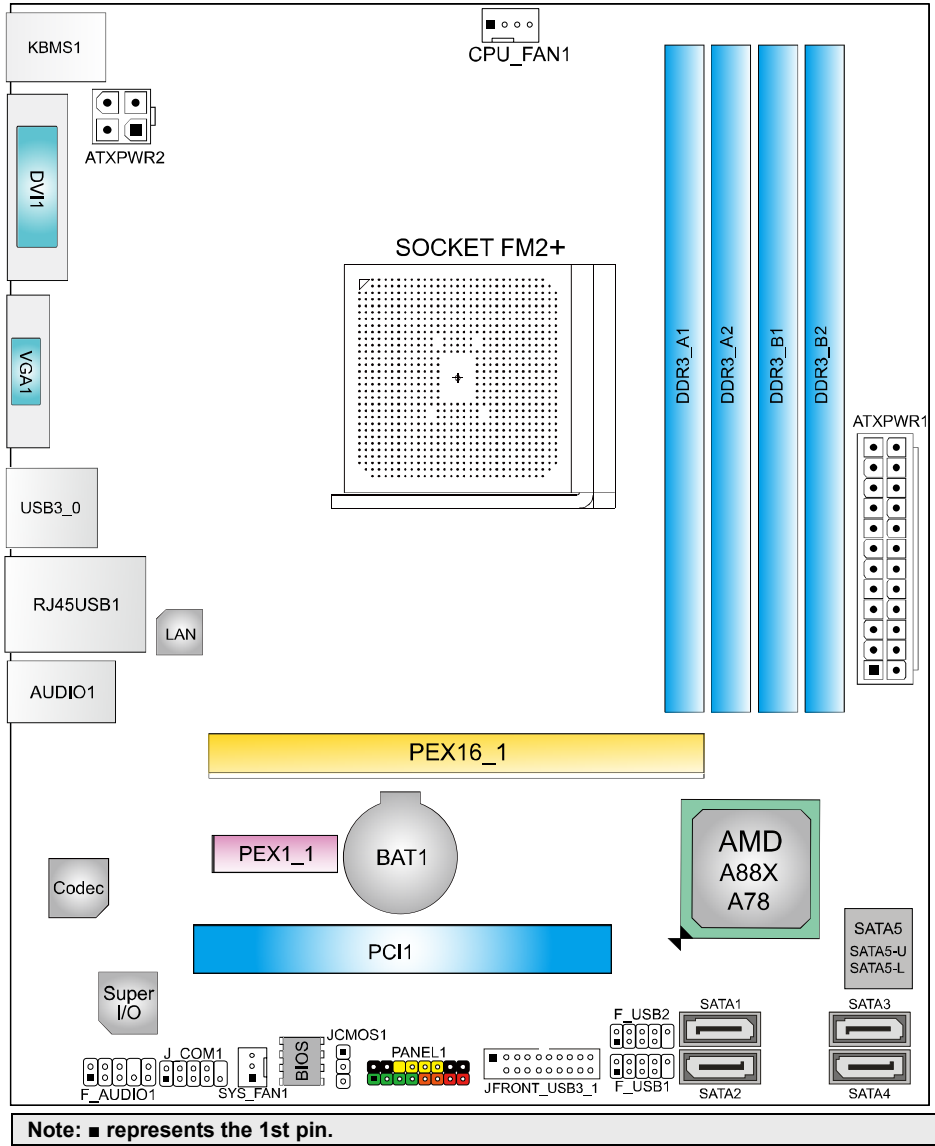 KBMS1
CPU_FAN1
ATXPWR2
DVI1
SOCKET FM2+
VGA1
DDR3_A1
DDR3_A2
DDR3_B1
DDR3_B2
ATXPWR1
USB3_0
RJ45USB1
LAN
AUDIO1
PEX16_1
PEX1_1
BAT1
AMD
A88X
A78
Codec
PCI1
SATA5
SATA5-U
SATA5-L
Super
I/O
SATA1
SATA3
F_USB2
JCMOS1
J_COM1
BIOS
PANEL1
F_AUDIO1
SYS_FAN1
JFRONT_USB3_1
F_USB1
SATA2
SATA4
Note: ■ represents the 1st pin.